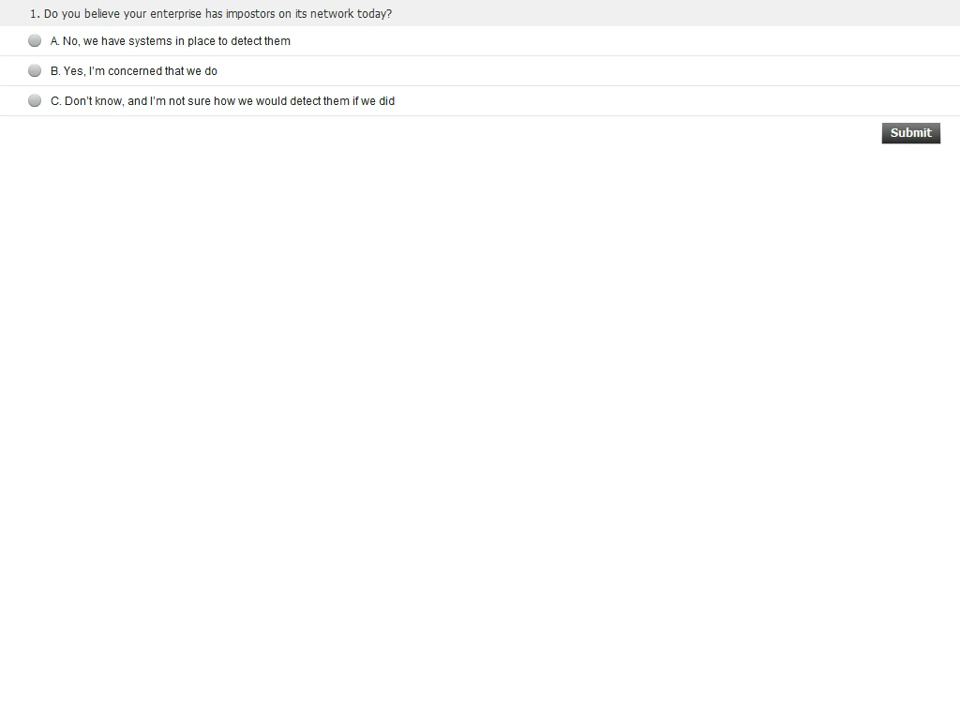 1. Do you believe your enterprise has impostors on its network today?
A. No, we have systems in place to detect them
B. Yes, I'm concerned that we do
C. Don't know, and I'm not sure how we would detect them if we did
Submit